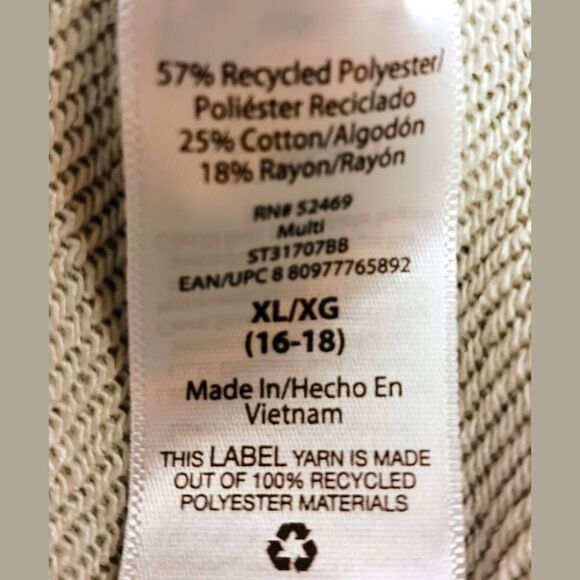 57% Recycled Polyester/
Poliéster Reciclado
25% Cotton/Algodón
18% Rayon/Rayón
RN# 52469
Multi
ST31707BB
EAN/UPC 8 80977765892
XL/XG
(16-18)
Made In/Hecho En
Vietnam
THIS LABEL YARN IS MADE
OUT OF 100% RECYCLED
POLYESTER MATERIALS